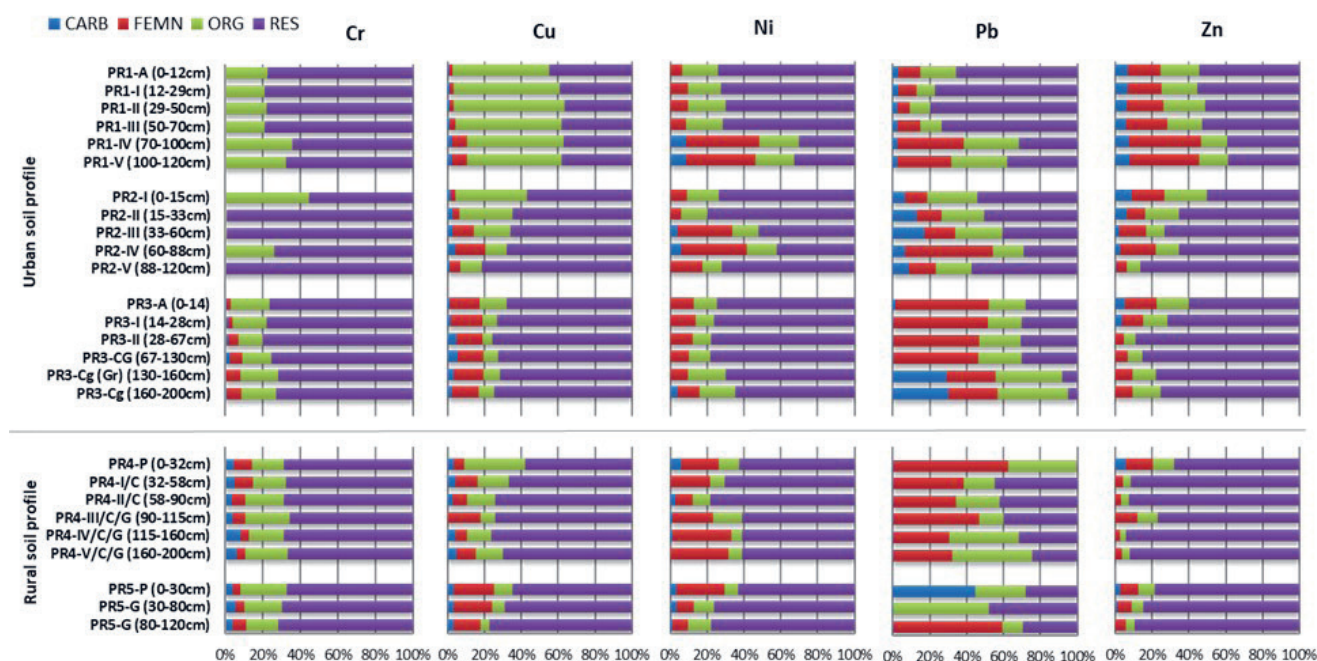 CARB FEMN ORG RES
Cr Cu Ni Pb Zn
Urban soil profile
PR1-A (0-12cm)
PR1-I (12-29cm)
PR1-II (29-50cm)
PR1-III (50-70cm)
PR1-IV (70-100cm)
PR1-V (100-120cm)
PR2-I (0-15cm)
PR2-II (15-33cm)
PR2-III (33-60cm)
PR2-IV (60-88cm)
PR2-V (88-120cm)
PR3-A (0-14)
PR3-I (14-28cm)
PR3-II (28-67cm)
PR3-CG (67-130cm)
PR3-Cg (Gr) (130-160cm)
PR3-Cg (160-200cm)
Rural soil profile
PR4-P (0-32cm)
PR4-I/C (32-58cm)
PR4-II/C (58-90cm)
PR4-III/C/G (90-115cm)
PR4-IV/C/G (115-160cm)
PR4-V/C/G (160-200cm)
PR5-P (0-30cm)
PR5-G (30-80cm)
PR5-G (80-120cm)
0% 20% 40% 60% 80% 100% 0% 20% 40% 60% 80% 100% 0% 20% 40% 60% 80% 100% 0% 20% 40% 60% 80% 100% 0% 20% 40% 60% 80% 100%